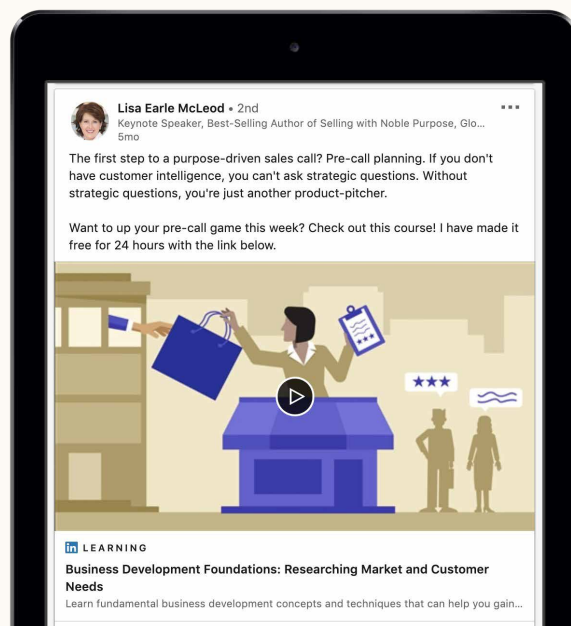 Lisa Earle McLeod • 2nd
Keynote Speaker, Best-Selling Author of Selling with Noble Purpose, Glo...
5mo
The first step to a purpose-driven sales call? Pre-call planning. If you don't
have customer intelligence, you can't ask strategic questions. Without
strategic questions, you're just another product-pitcher.
Want to up your pre-call game this week? Check out this course! I have made it
free for 24 hours with the link below.
in LEARNING
Business Development Foundations: Researching Market and Customer
Needs
Learn fundamental business development concepts and techniques that can help you gain...